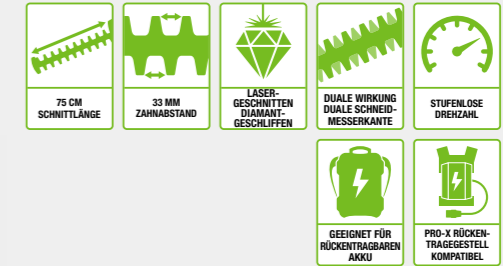 75 CM
SCHNITTLÄNGE
33 MM
ZAHNABSTAND
LASER-
GESCHNITTEN
DIAMANT-
GESCHLIFFEN
DUALE WIRKUNG
DUALE SCHNEID-
MESSERKANTE
STUFENLOSE
DREHZAHL
GEEIGNET FÜR
RÜCKENTRAGBAREN
AKKU
PRO-X RÜCKEN-
TRAGEGESTELL
KOMPATIBEL